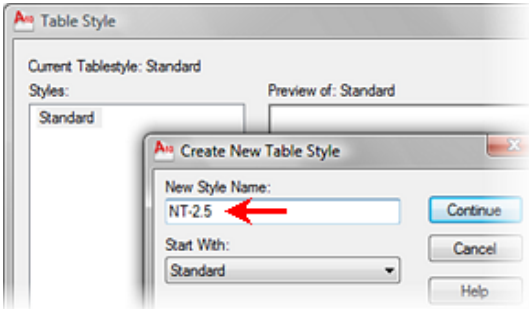 Table Style
Current Tablestyle: Standard
Styles:
Preview of: Standard
Standard
Create New Table Style
New Style Name:
NT-2.5
Continue
Start With:
Cancel
Standard
Help